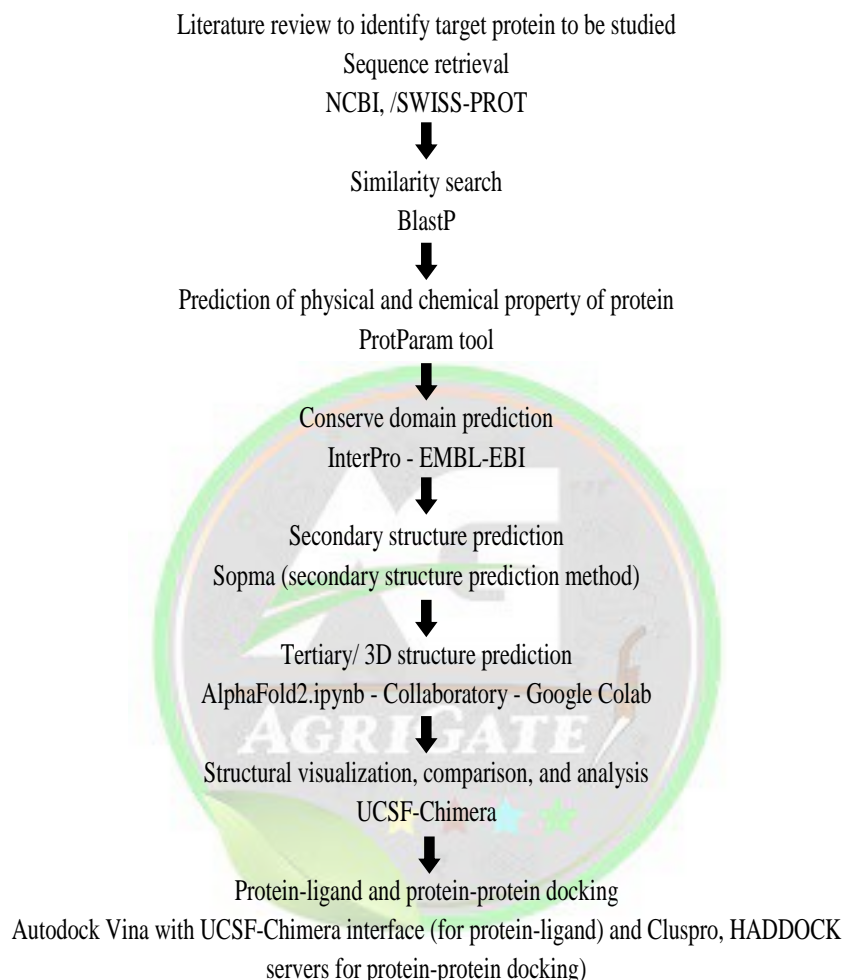 Literature review to identify target protein to be studied
Sequence retrieval
NCBI, /SWISS-PROT
Similarity search
BlastP
Prediction of physical and chemical property of protein
ProtParam tool
Conserve domain prediction
InterPro - EMBL-EBI
Secondary structure prediction
Sopma (secondary structure prediction method)
Tertiary/ 3D structure prediction
AlphaFold2.ipynb - Collaboratory - Google Colab
AGRIGATE
Structural visualization, comparison, and analysis
UCSF-Chimera
Protein-ligand and protein-protein docking
Autodock Vina with UCSF-Chimera interface (for protein-ligand) and Cluspro, HADDOCK
servers for protein-protein docking)